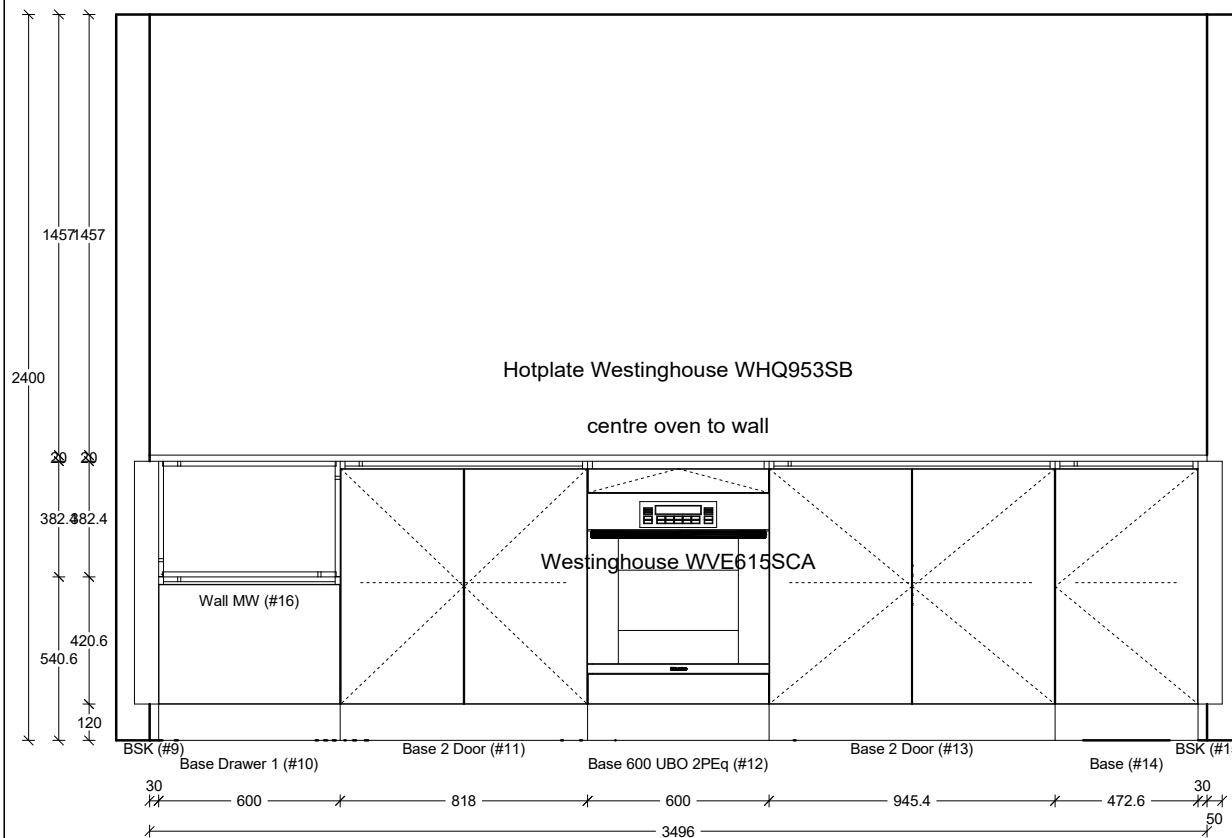 1457
1457
2400
Hotplate Westinghouse WHQ953SB
centre oven to wall
20
20
382.4
382.4
Westinghouse WVE615SCA
Wall MW (#16)
420.6
540.6
120
BSK (#9)
Base 2 Door (#11)
Base 2 Door (#13)
BSK (#1
Base Drawer 1 (#10)
Base 600 UBO 2PEq (#12)
Base (#14)
30
600
818
600
945.4
472.6
30
50
3496